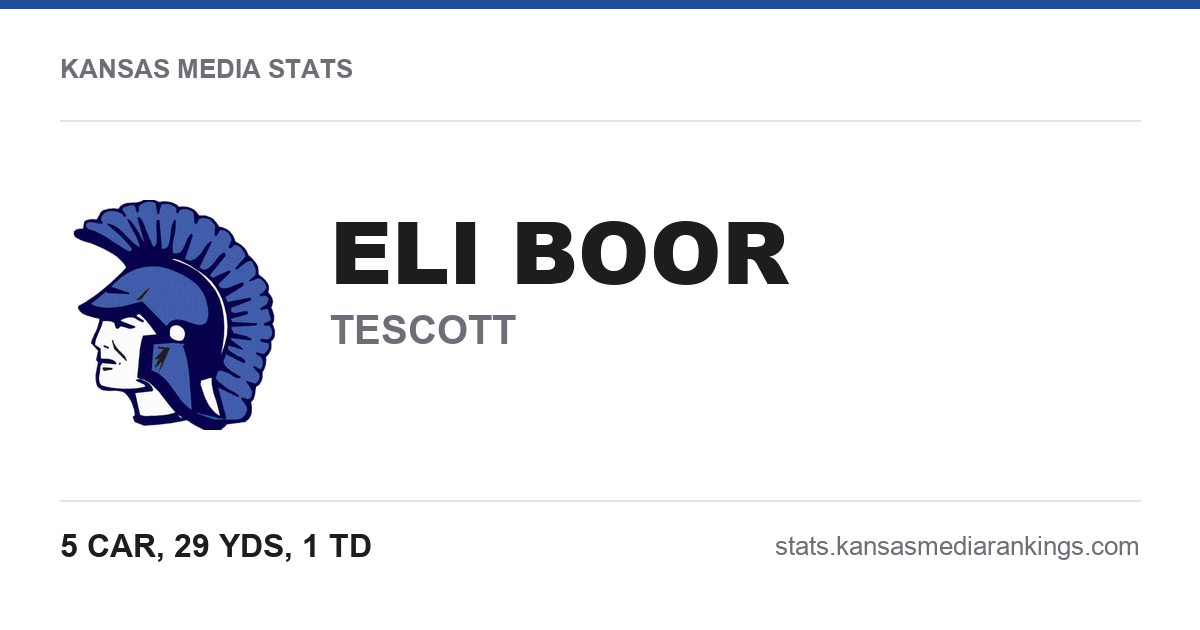 KANSAS MEDIA STATS
ELI BOOR
TESCOTT
5 CAR, 29 YDS, 1 TD
stats.kansasmediarankings.com